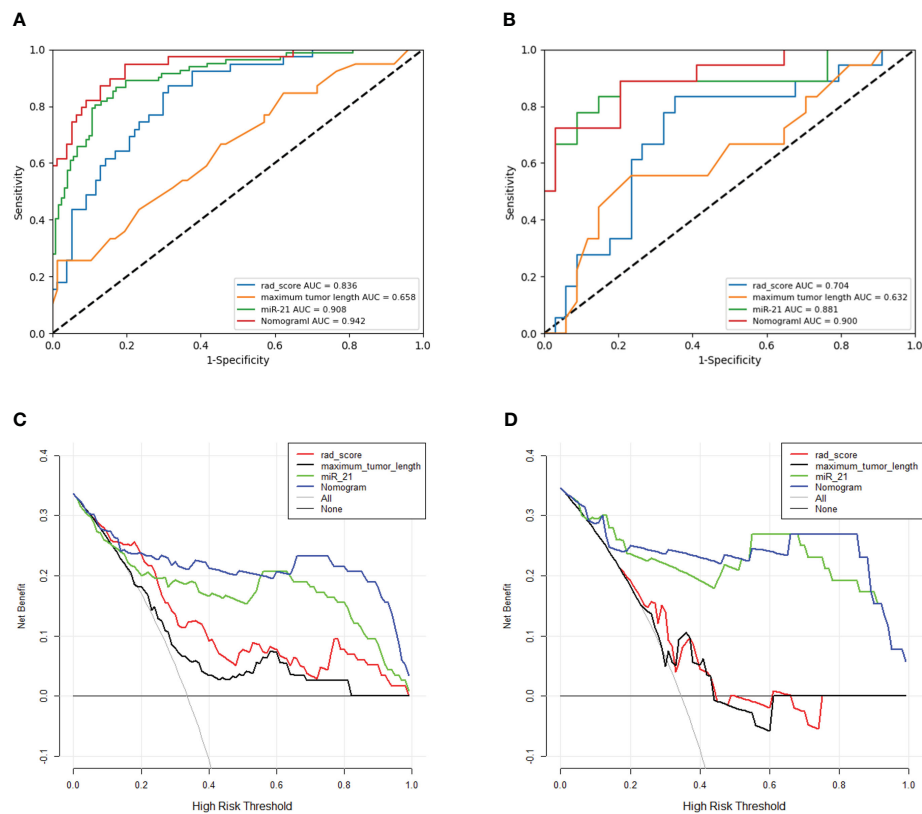 A
B
1.0
0.8
0.6
0.4
0.2
0.0
Sensitivity
rad_score AUC = 0.836
maximum tumor length AUC = 0.658
miR-21 AUC = 0.908
Nomograml AUC = 0.942
0.0 0.2 0.4 0.6 0.8 1.0
1-Specificity
1.0
0.8
0.6
0.4
0.2
0.0
Sensitivity
rad_score AUC = 0.704
maximum tumor length AUC = 0.632
miR-21 AUC = 0.881
Nomograml AUC = 0.900
0.0 0.2 0.4 0.6 0.8 1.0
1-Specificity
C
D
0.4
0.3
0.2
0.1
0.0
-0.1
Net Benefit
rad_score
maximum_tumor_length
miR_21
Nomogram
All
None
0.0 0.2 0.4 0.6 0.8 1.0
High Risk Threshold
0.4
0.3
0.2
0.1
0.0
-0.1
Net Benefit
rad_score
maximum_tumor_length
miR_21
Nomogram
All
None
0.0 0.2 0.4 0.6 0.8 1.0
High Risk Threshold